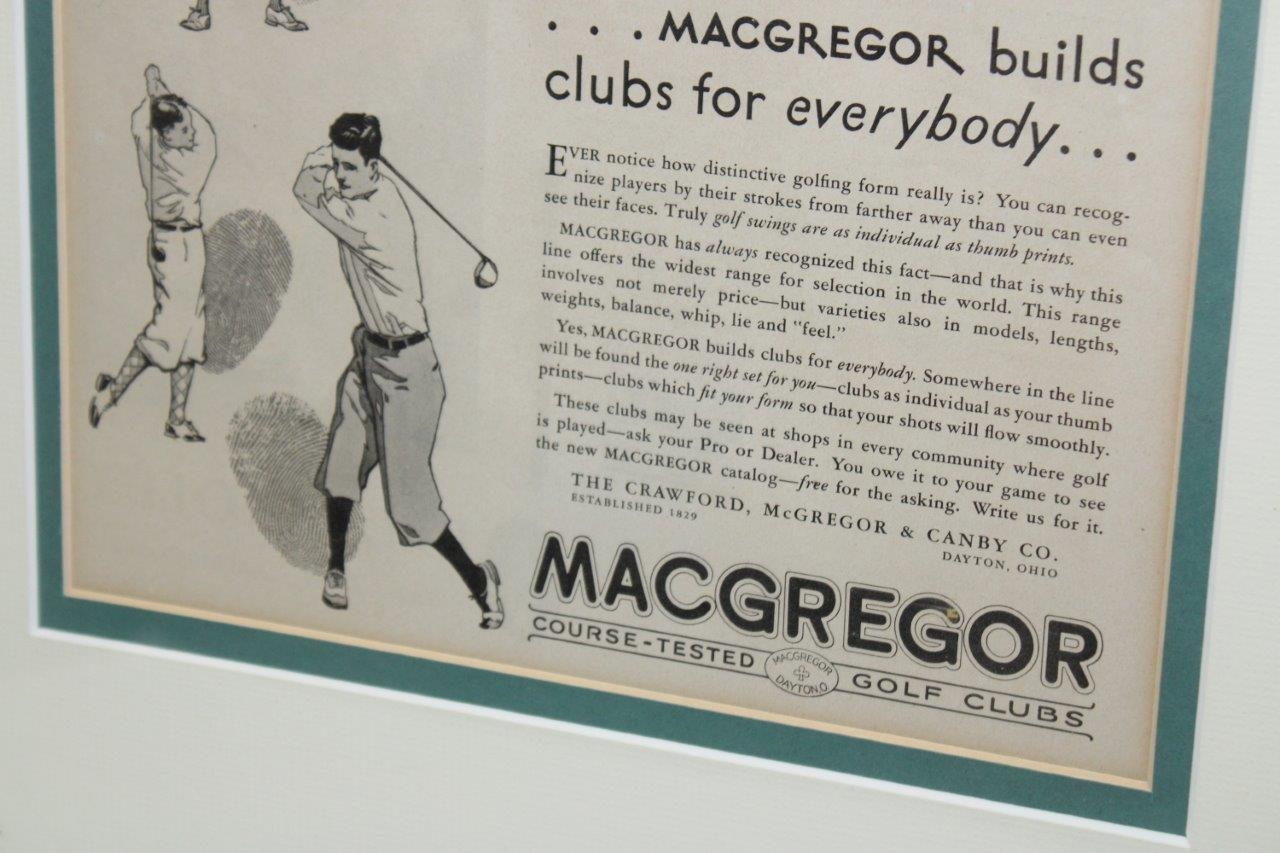 . . . MACGREGOR builds
clubs for everybody. . .
EVER notice how distinctive golfing form really is? You can recog-
nize players by their strokes from farther away than you can even
see their faces. Truly golf swings are as individual as thumb prints.
MACGREGOR has always recognized this fact—and that is why this
line offers the widest range for selection in the world. This range
involves not merely price—but varieties also in models, lengths,
weights, balance, whip, lie and "feel."
Yes, MACGREGOR builds clubs for everybody. Somewhere in the line
will be found the one right set for you—clubs as individual as your thumb
prints—clubs which fit your form so that your shots will flow smoothly.
These clubs may be seen at shops in every community where golf
is played—ask your Pro or Dealer. You owe it to your game to see
the new MACGREGOR catalog—free for the asking. Write us for it.
THE CRAWFORD, McGREGOR & CANBY CO.
ESTABLISHED 1829
DAYTON, OHIO
MACGREGOR
COURSE-TESTED
MACGREGOR
DAYTON, O.
GOLF CLUBS